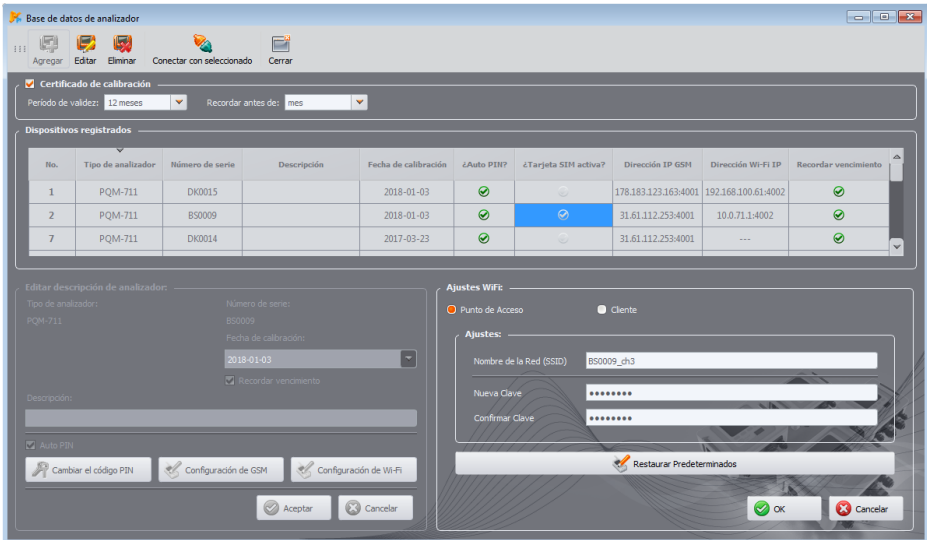 Base de datos de analizador
Agregar Editar Eliminar Conectar con seleccionado Cerrar
Certificado de calibración
Período de validez: 12 meses Recordar antes de: mes
Dispositivos registrados
No. Tipo de analizador Número de serie Descripción Fecha de calibración ¿Auto PIN? ¿Tarjeta SIM activa? Dirección IP GSM Dirección Wi-Fi IP Recordar vencimiento
1 PQM-711 DK0015 2018-01-03 178.183.123.163:4001 192.168.100.61:4002
2 PQM-711 BS0009 2018-01-03 31.61.112.253:4001 10.0.71.1:4002
7 PQM-711 DK0014 2017-03-23 31.61.112.253:4001 ---
Editar descripción de analizador:
Tipo de analizador: Número de serie:
PQM-711 BS0009
Fecha de calibración:
2018-01-03
Recordar vencimiento
Descripción:
Auto PIN
Cambiar el código PIN Configuración de GSM Configuración de Wi-Fi
Aceptar Cancelar
Ajustes WiFi:
Punto de Acceso Cliente
Ajustes:
Nombre de la Red (SSID) BS0009_ch3
Nueva Clave ●●●●●●●●
Confirmar Clave ●●●●●●●●
Restaurar Predeterminados
OK Cancelar